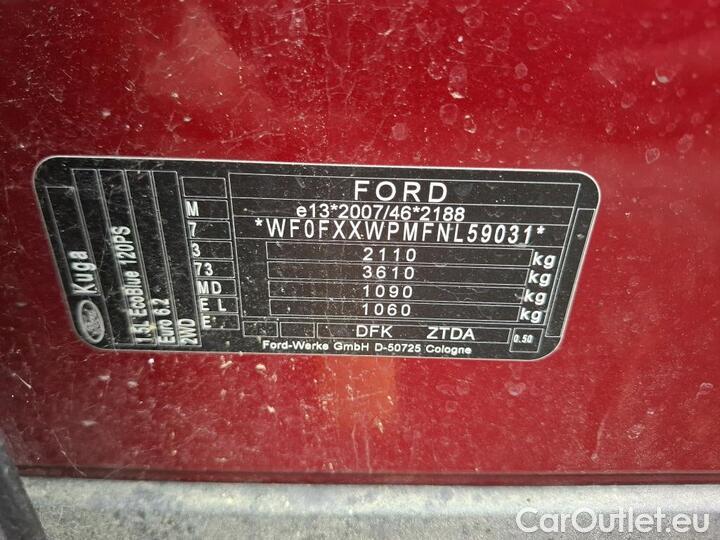 FORD
e13*2007/46*2188
*WF0FXXWPMFNL59031*
2110 kg
3610 kg
1090 kg
1060 kg
DFK ZTDA 0.50
Ford-Werke GmbH D-50725 Cologne
M
7
3
73
MD
EL
E
Ford
Kuga
1.5L EcoBlue 120PS
Euro 6.2
2WD
CarOutlet.eu